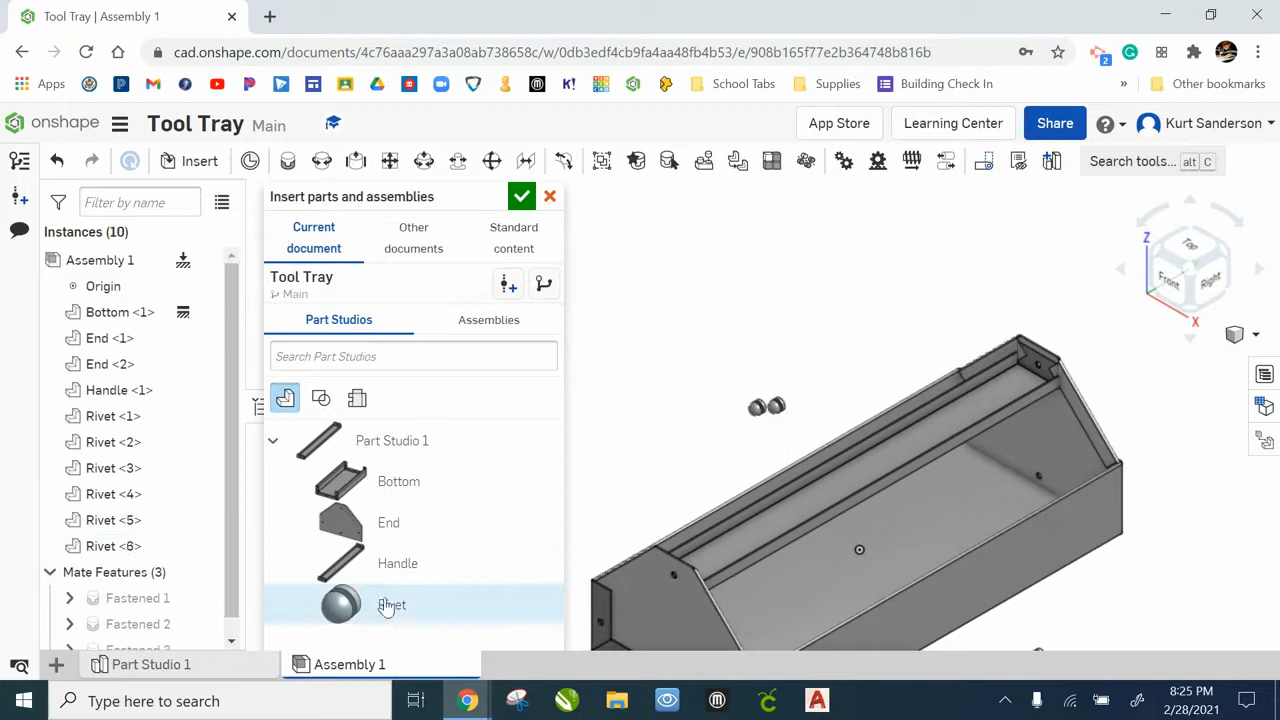 Tool Tray | Assembly 1
cad.onshape.com/documents/4c76aaa297a3a08ab738658c/w/0db3edf4cb9fa4aa48fb4b53/e/908b165f77e2b364748b816b
2
Apps
K!
School Tabs
Supplies
Building Check In
»
Other bookmarks
onshape
Tool Tray Main
App Store
Learning Center
Share
Kurt Sanderson
Insert
Search tools... alt C
Filter by name
Instances (10)
Assembly 1
Origin
Bottom <1>
End <1>
End <2>
Handle <1>
Rivet <1>
Rivet <2>
Rivet <3>
Rivet <4>
Rivet <5>
Rivet <6>
Mate Features (3)
Fastened 1
Fastened 2
Insert parts and assemblies
Current document
Other documents
Standard content
Tool Tray
Main
Part Studios
Assemblies
Search Part Studios
Part Studio 1
Bottom
End
Handle
Z
Top
Front
Right
X
Part Studio 1
Assembly 1
Type here to search
8:25 PM
2/28/2021